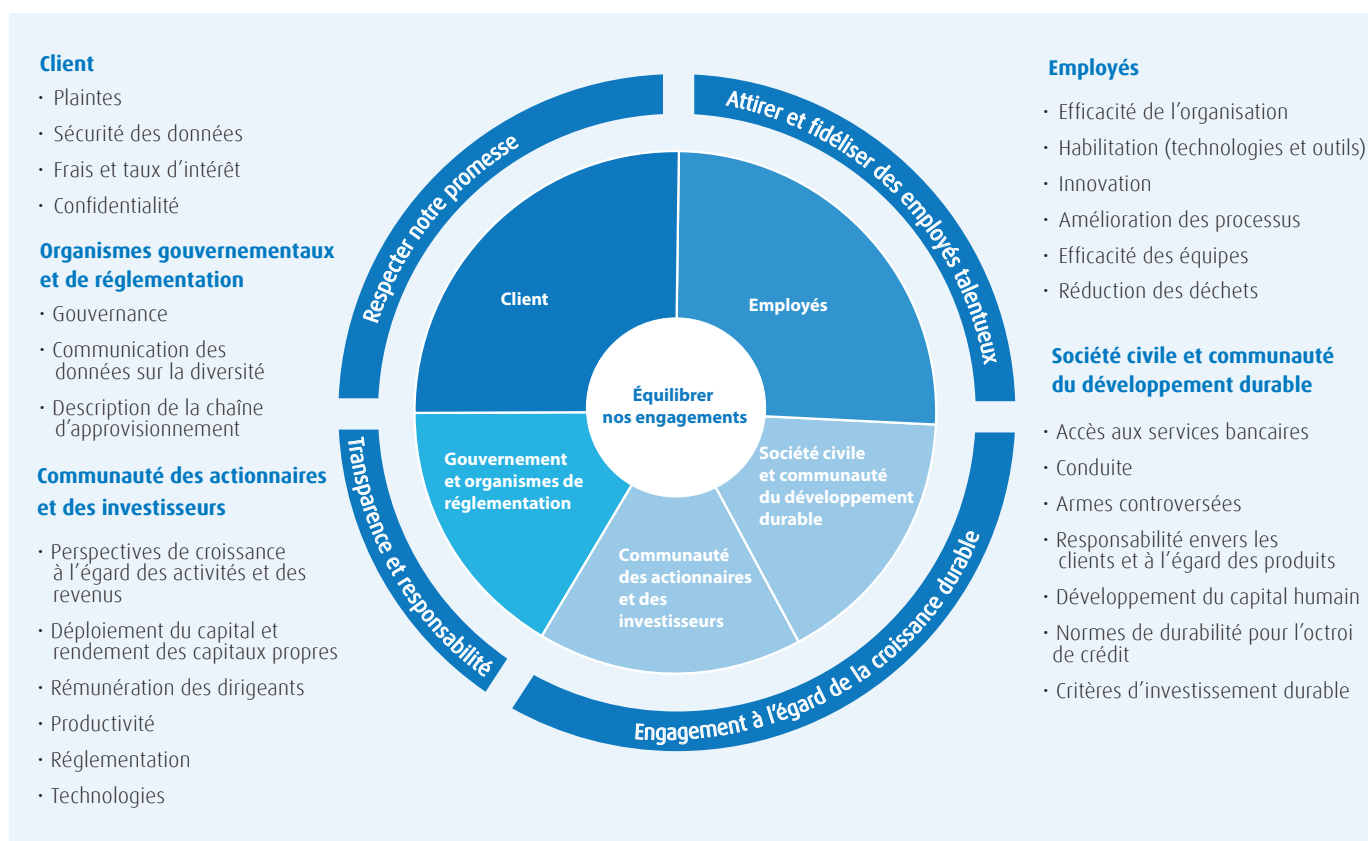 Client
· Plaintes
· Sécurité des données
· Frais et taux d’intérêt
· Confidentialité
Organismes gouvernementaux
et de réglementation
· Gouvernance
· Communication des
données sur la diversité
· Description de la chaîne
d’approvisionnement
Communauté des actionnaires
et des investisseurs
· Perspectives de croissance
à l’égard des activités et des
revenus
· Déploiement du capital et
rendement des capitaux propres
· Rémunération des dirigeants
· Productivité
· Réglementation
· Technologies
Respecter notre promesse
Attirer et fidéliser des employés talentueux
Transparence et responsabilité
Engagement à l’égard de la croissance durable
Client
Employés
Équilibrer
nos engagements
Gouvernement
et organismes de
réglementation
Société civile
et communauté
du développement
durable
Communauté
des actionnaires
et des
investisseurs
Employés
· Efficacité de l’organisation
· Habilitation (technologies et outils)
· Innovation
· Amélioration des processus
· Efficacité des équipes
· Réduction des déchets
Société civile et communauté
du développement durable
· Accès aux services bancaires
· Conduite
· Armes controversées
· Responsabilité envers les
clients et à l’égard des produits
· Développement du capital humain
· Normes de durabilité pour l’octroi
de crédit
· Critères d’investissement durable